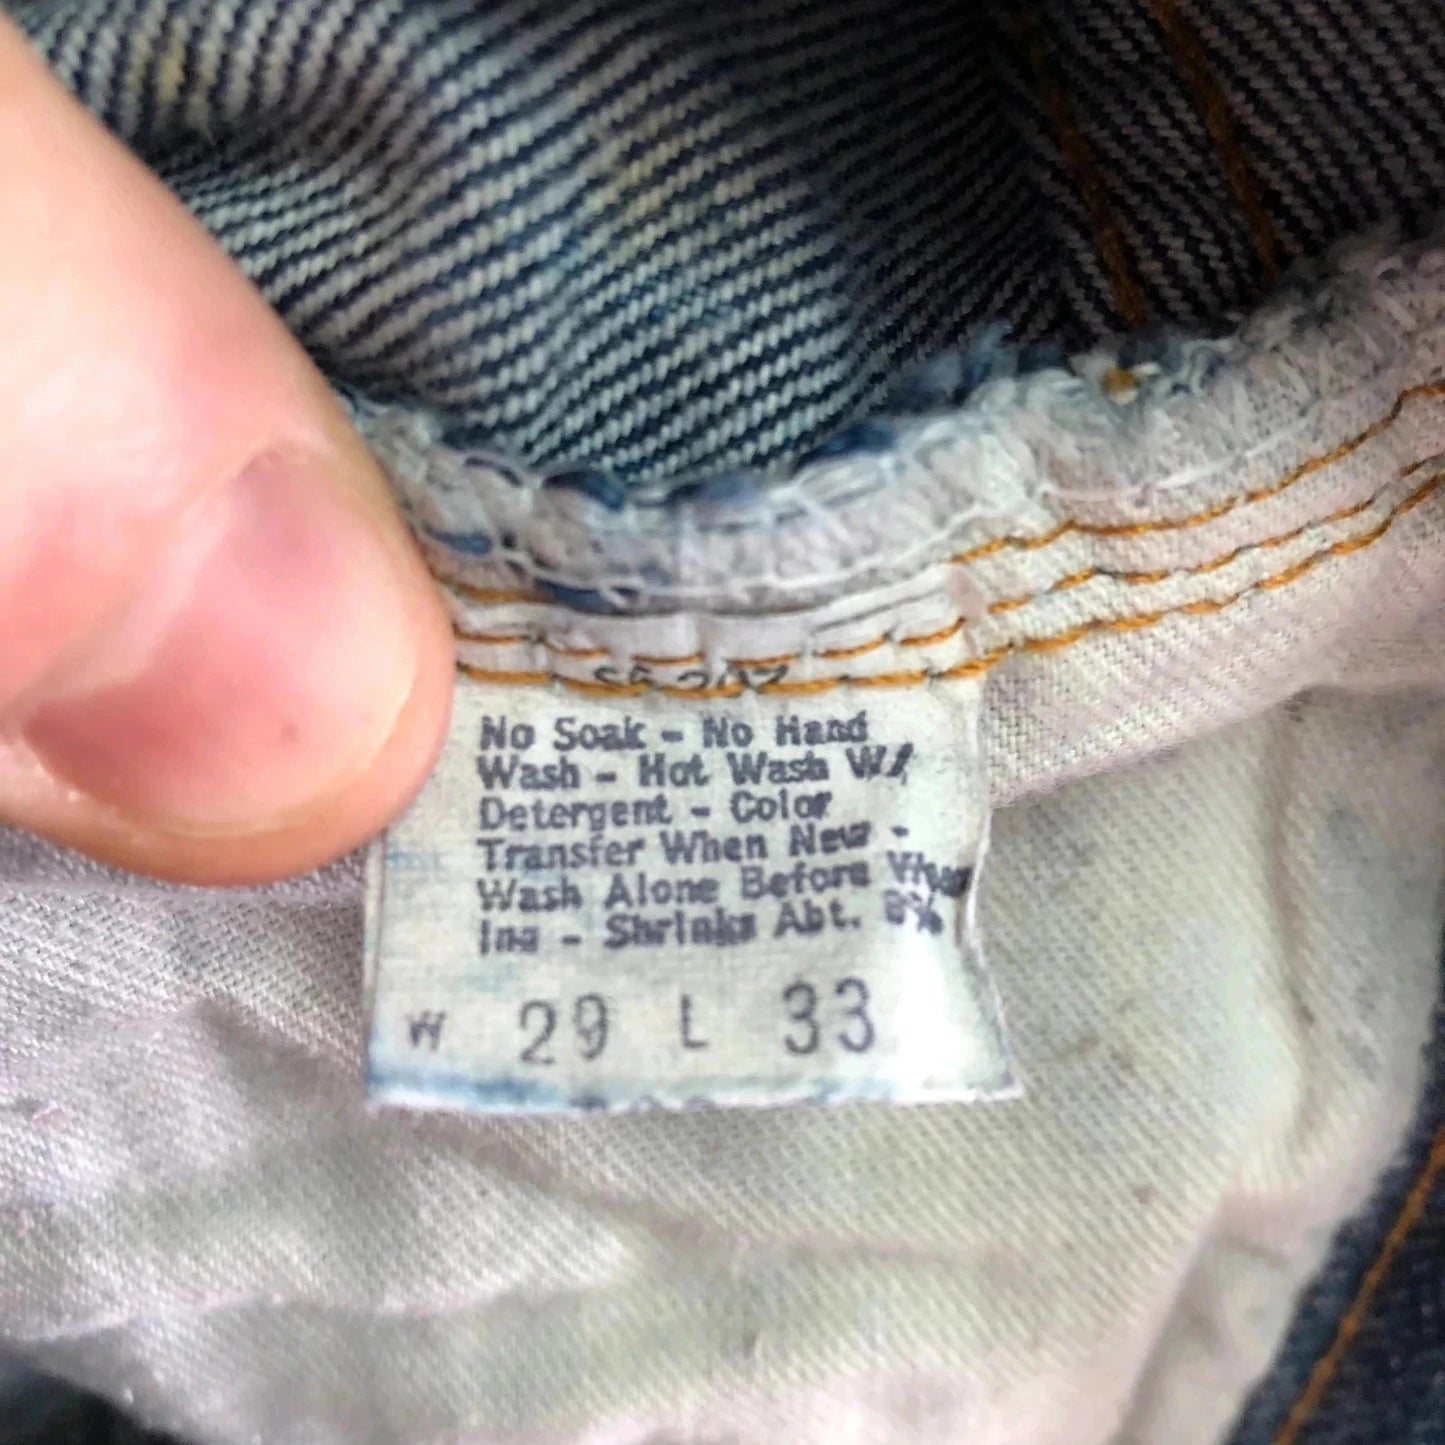 No Soak - No Hand
Wash - Hot Wash W/
Detergent - Color
Transfer When New -
Wash Alone Before
Ing - Shrinks Abt. 8%
W 29 L 33